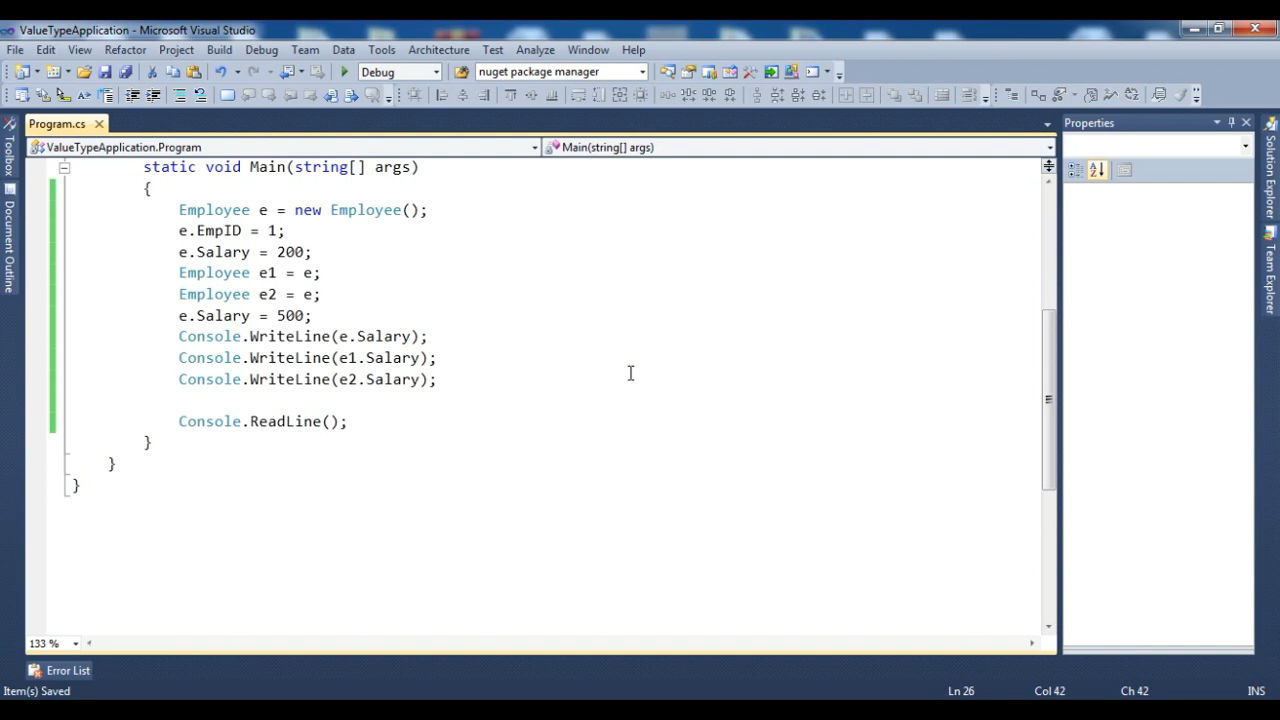 ValueTypeApplication - Microsoft Visual Studio
File Edit View Refactor Project Build Debug Team Data Tools Architecture Test Analyze Window Help
Debug nuget package manager
Program.cs
ValueTypeApplication.Program Main(string[] args)
static void Main(string[] args)
{
Employee e = new Employee();
e.EmpID = 1;
e.Salary = 200;
Employee e1 = e;
Employee e2 = e;
e.Salary = 500;
Console.WriteLine(e.Salary);
Console.WriteLine(e1.Salary);
Console.WriteLine(e2.Salary);
Console.ReadLine();
}
}
}
133 %
Error List
Item(s) Saved Ln 26 Col 42 Ch 42 INS
Toolbox
Document Outline
Properties
Solution Explorer
Team Explorer